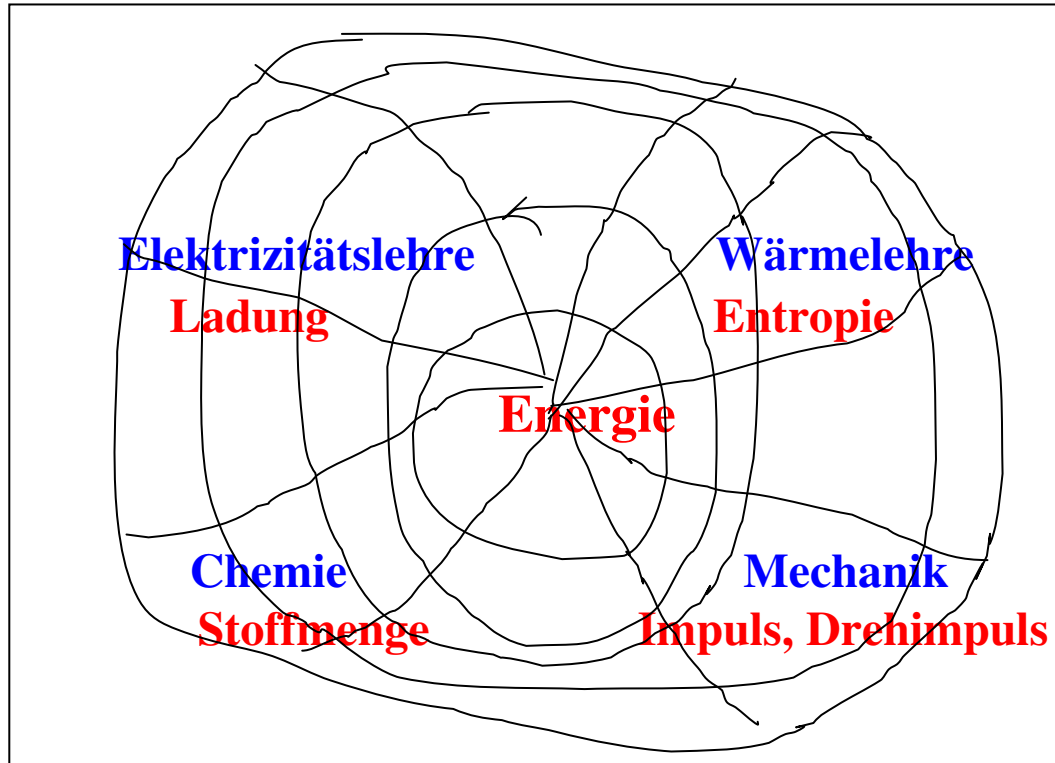 Elektrizitätslehre
Ladung
Wärmelehre
Entropie
Energie
Chemie
Stoffmenge
Mechanik
Impuls, Drehimpuls